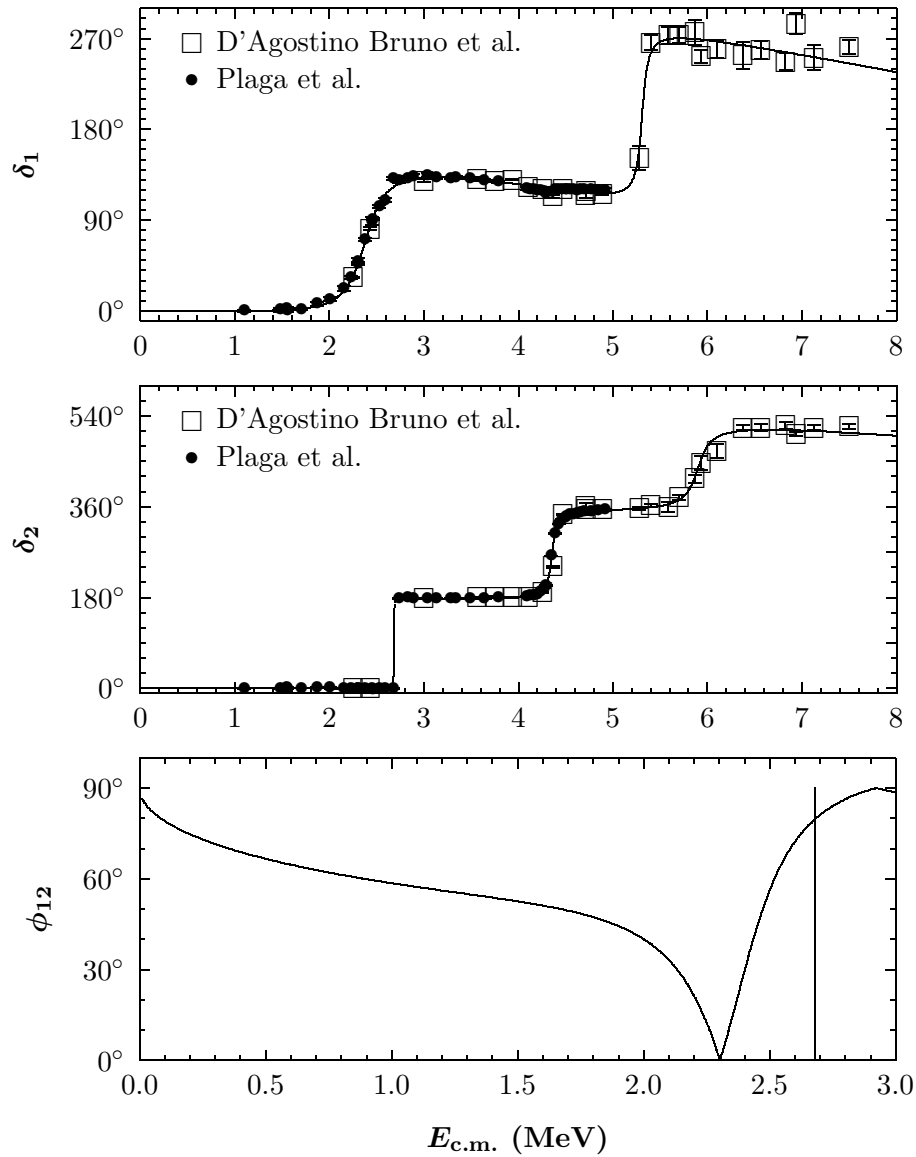 270°
180°
90°
0°
δ₁
□ D'Agostino Bruno et al.
● Plaga et al.
0 1 2 3 4 5 6 7 8
540°
360°
180°
0°
δ₂
□ D'Agostino Bruno et al.
● Plaga et al.
0 1 2 3 4 5 6 7 8
90°
60°
30°
0°
ϕ₁₂
0.0 0.5 1.0 1.5 2.0 2.5 3.0
E_c.m. (MeV)